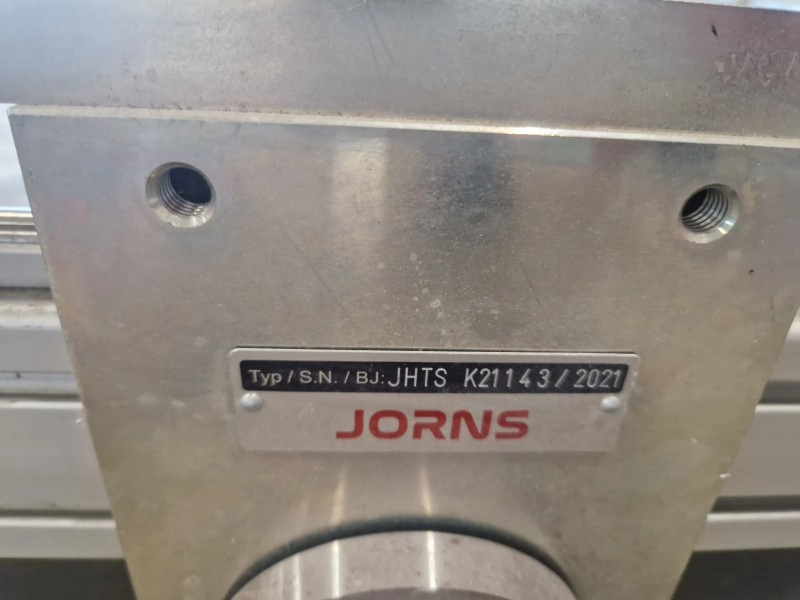 Typ / S.N. / BJ: JHTS K21143/2021
JORNS